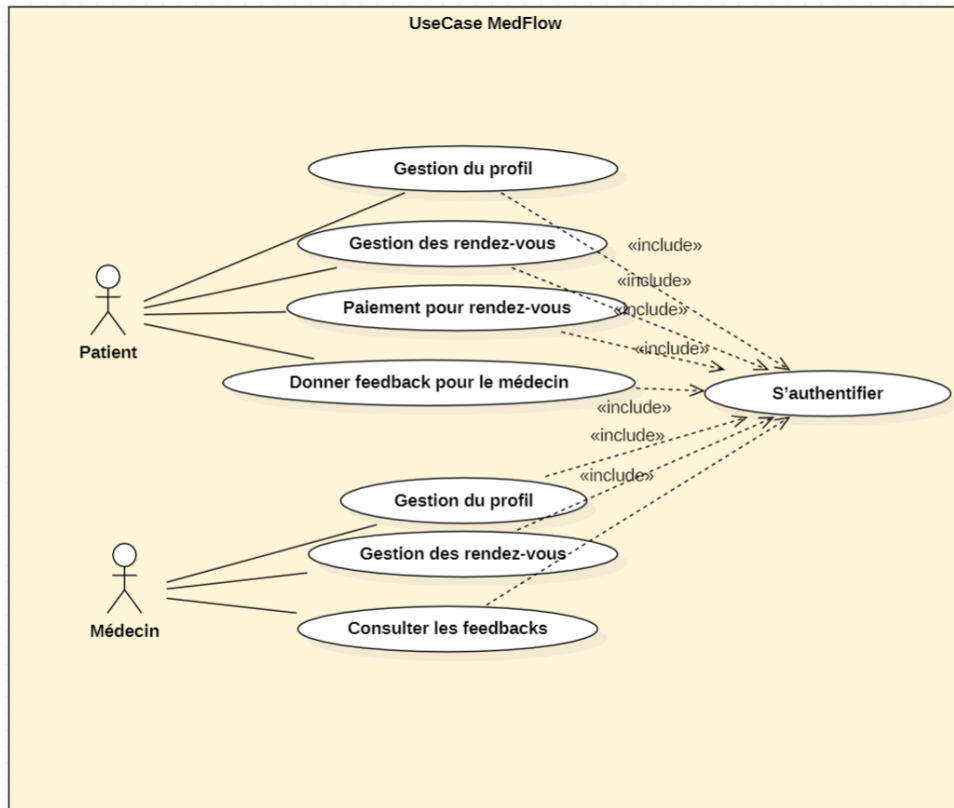 UseCase MedFlow
Gestion du profil
Gestion des rendez-vous
«include»
«include»
Paiement pour rendez-vous
«include»
Patient
«include»
Donner feedback pour le médecin
S'authentifier
«include»
«include»
«include»
Gestion du profil
Gestion des rendez-vous
Médecin
Consulter les feedbacks